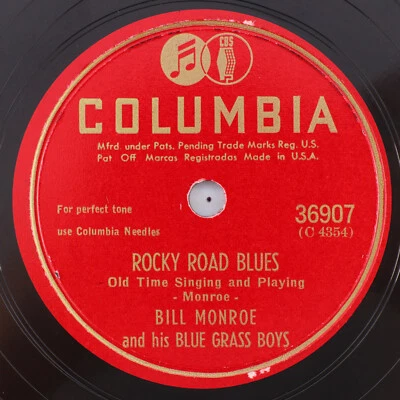 CBS
COLUMBIA
Mfrd. under Pats. Pending Trade Marks Reg. U.S.
Pat Off Marcas Registradas Made in U.S.A.
For perfect tone
use Columbia Needles
36907
(C 4354)
ROCKY ROAD BLUES
Old Time Singing and Playing
- Monroe -
BILL MONROE
and his BLUE GRASS BOYS